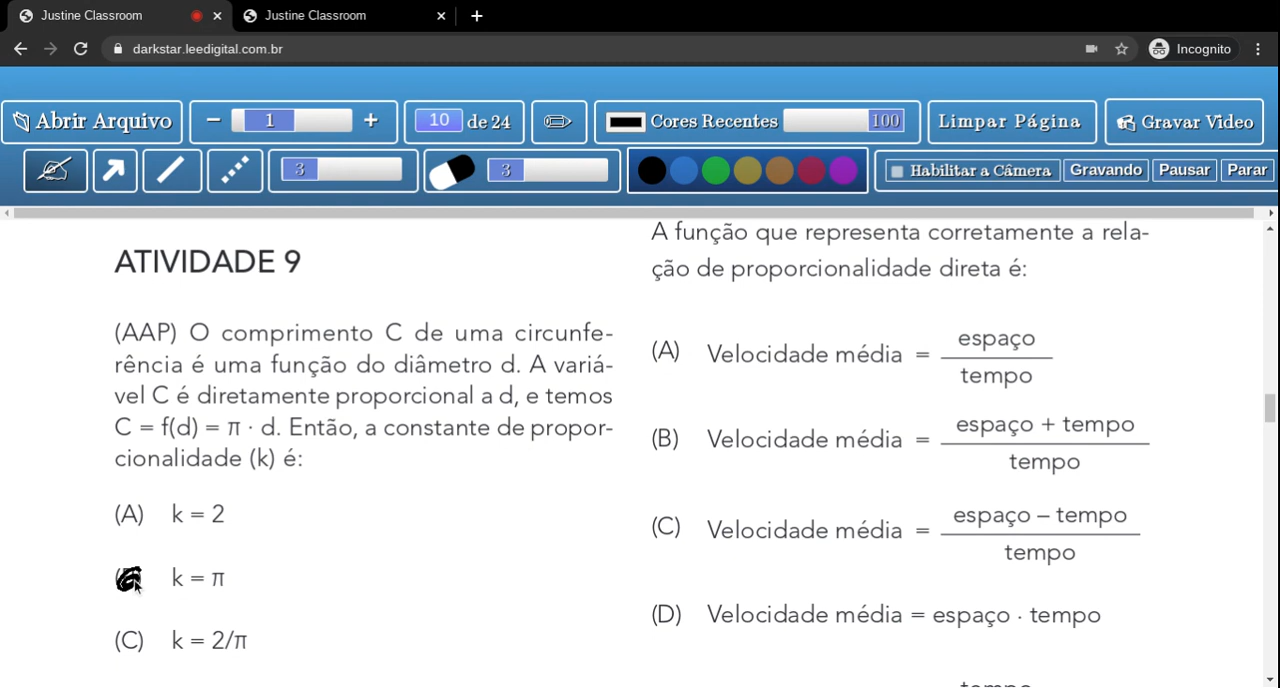 Justine Classroom
Justine Classroom
darkstar.leedigital.com.br
Incognito
Abrir Arquivo
− 1 +
10 de 24
Cores Recentes 100
Limpar Página
Gravar Video
3
3
Habilitar a Câmera
Gravando
Pausar
Parar
ATIVIDADE 9
(AAP) O comprimento C de uma circunfe-
rência é uma função do diâmetro d. A variá-
vel C é diretamente proporcional a d, e temos
C = f(d) = π · d. Então, a constante de propor-
cionalidade (k) é:
(A) k = 2
k = π
(C) k = 2/π
A função que representa corretamente a rela-
ção de proporcionalidade direta é:
(A) Velocidade média = espaço
tempo
(B) Velocidade média = espaço + tempo
tempo
(C) Velocidade média = espaço – tempo
tempo
(D) Velocidade média = espaço · tempo